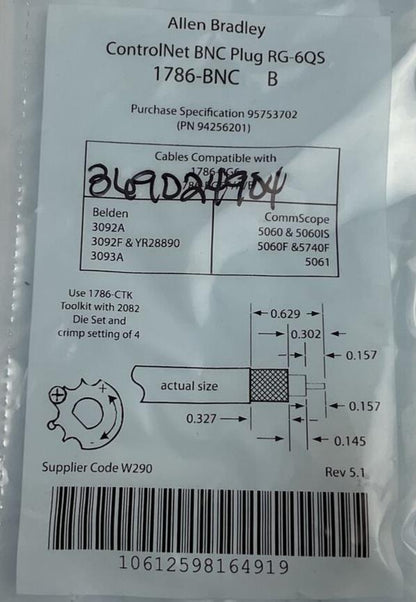 Allen Bradley
ControlNet BNC Plug RG-6QS
1786-BNC B
Purchase Specification 95753702
(PN 94256201)
Cables Compatible with
369D24904
Belden
3092A
3092F & YR28890
3093A
CommScope
5060 & 5060IS
5060F &5740F
5061
Use 1786-CTK
Toolkit with 2082
Die Set and
crimp setting of 4
0.629
0.302
0.157
actual size
0.157
0.327
0.145
Supplier Code W290
Rev 5.1
10612598164919